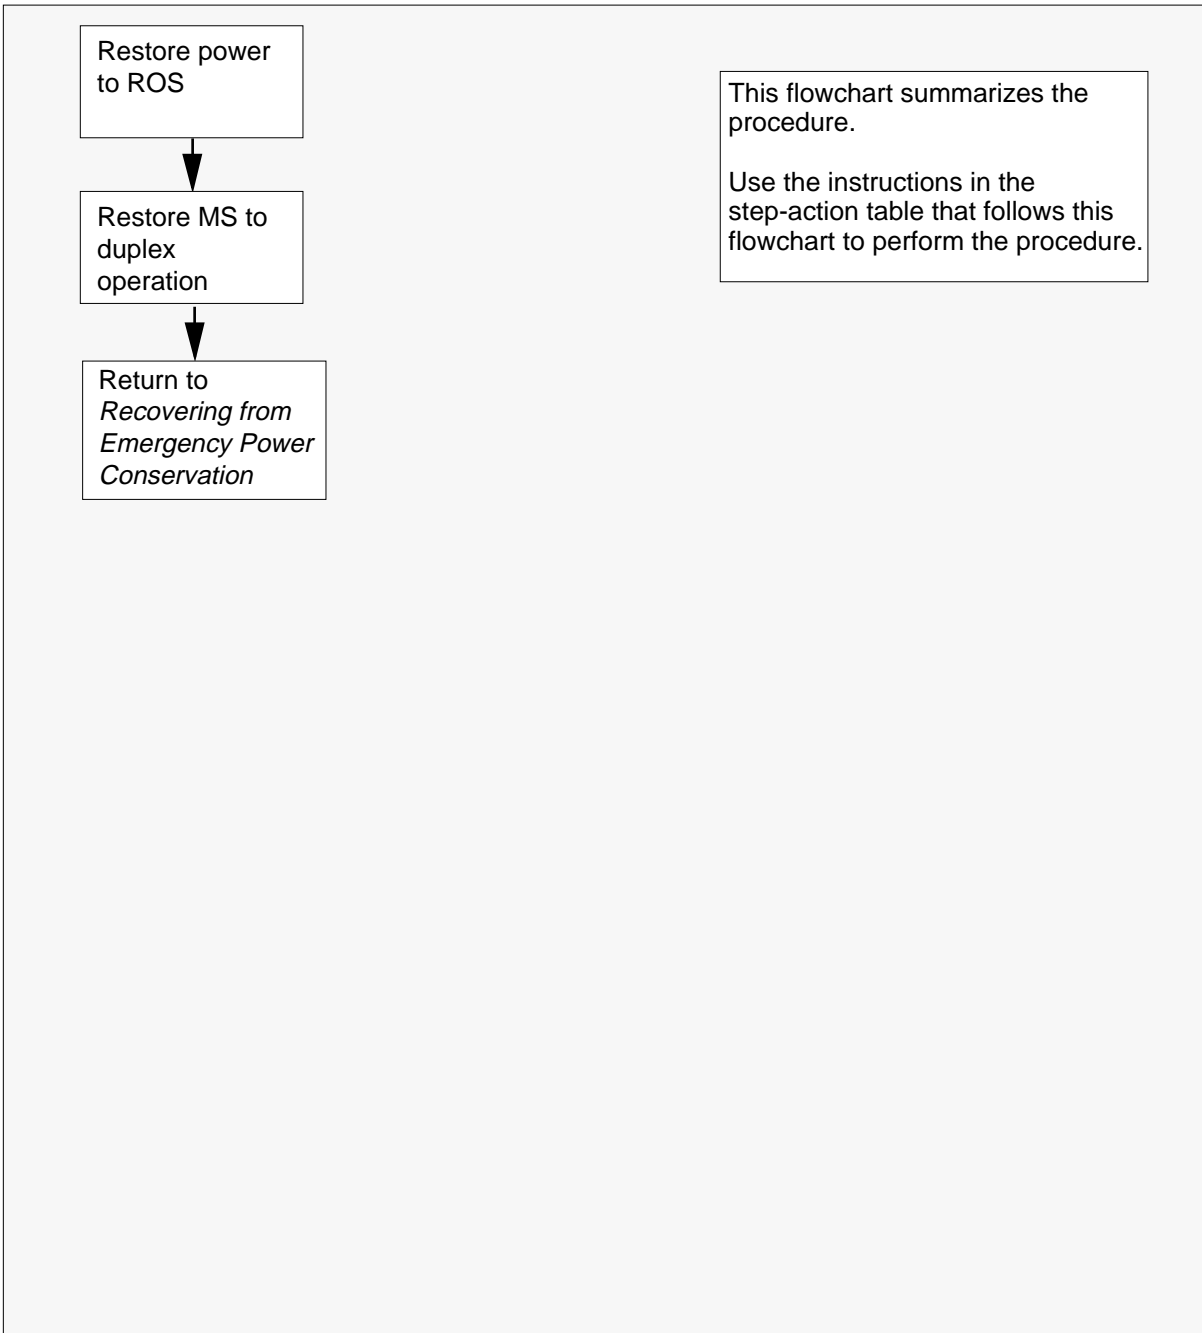 Restore power
to ROS
Restore MS to
duplex
operation
Return to
Recovering from
Emergency Power
Conservation
This flowchart summarizes the
procedure.
Use the instructions in the
step-action table that follows this
flowchart to perform the procedure.